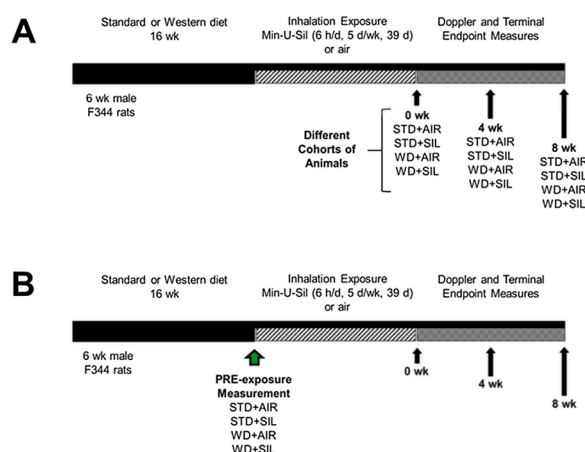 A
Standard or Western diet
16 wk
Inhalation Exposure
Min-U-Sil (6 h/d, 5 d/wk, 39 d)
or air
Doppler and Terminal
Endpoint Measures
6 wk male
F344 rats
Different
Cohorts of
Animals
0 wk
STD+AIR
STD+SIL
WD+AIR
WD+SIL
4 wk
STD+AIR
STD+SIL
WD+AIR
WD+SIL
8 wk
STD+AIR
STD+SIL
WD+AIR
WD+SIL
B
Standard or Western diet
16 wk
Inhalation Exposure
Min-U-Sil (6 h/d, 5 d/wk, 39 d)
or air
Doppler and Terminal
Endpoint Measures
6 wk male
F344 rats
PRE-exposure
Measurement
STD+AIR
STD+SIL
WD+AIR
WD+SIL
0 wk
4 wk
8 wk